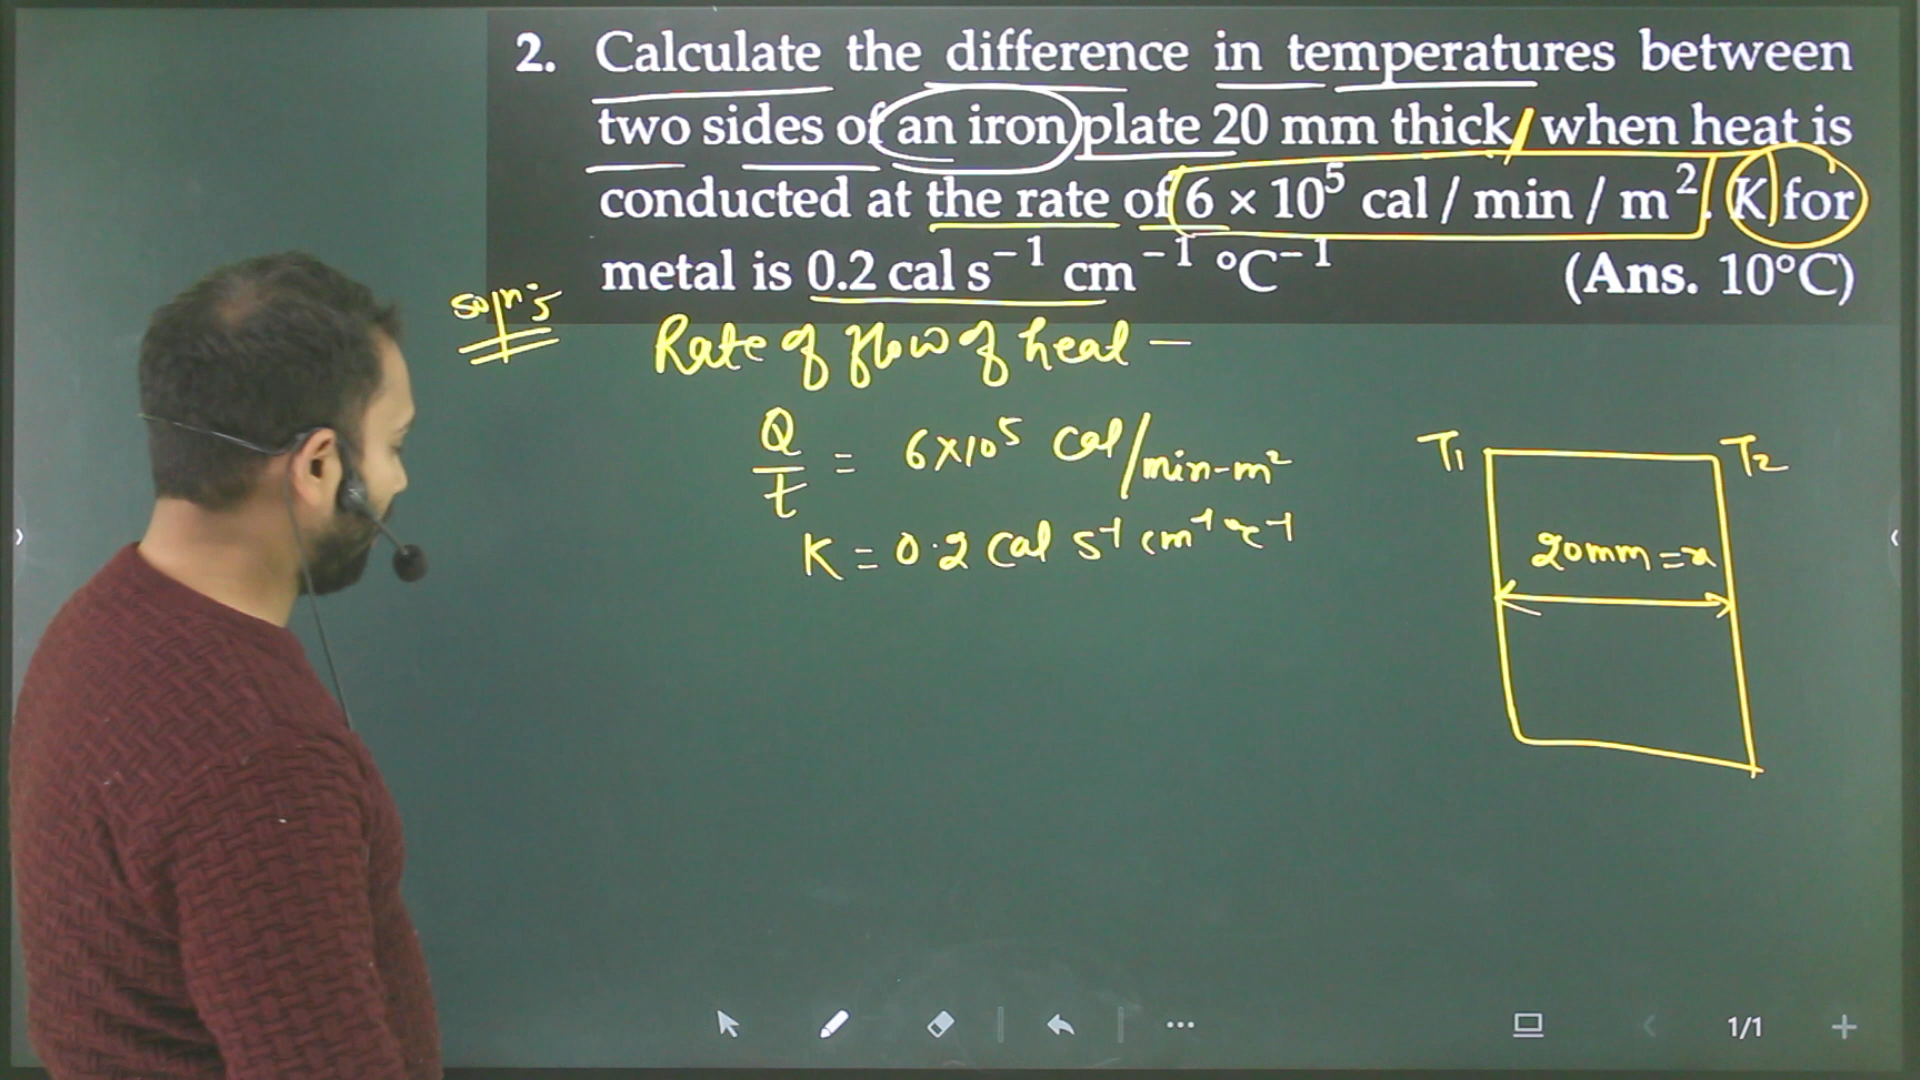 2. Calculate the difference in temperatures between
two sides of an iron plate 20 mm thick/ when heat is
conducted at the rate of 6 × 10⁵ cal / min / m². K for
metal is 0.2 cal s⁻¹ cm⁻¹ °C⁻¹ (Ans. 10°C)
Soln:
Rate of flow of heat —
Q/t = 6×10⁵ Cal/min-m²
K = 0.2 Cal s⁻¹ cm⁻¹ °C⁻¹
T₁ T₂
20mm = x
1/1